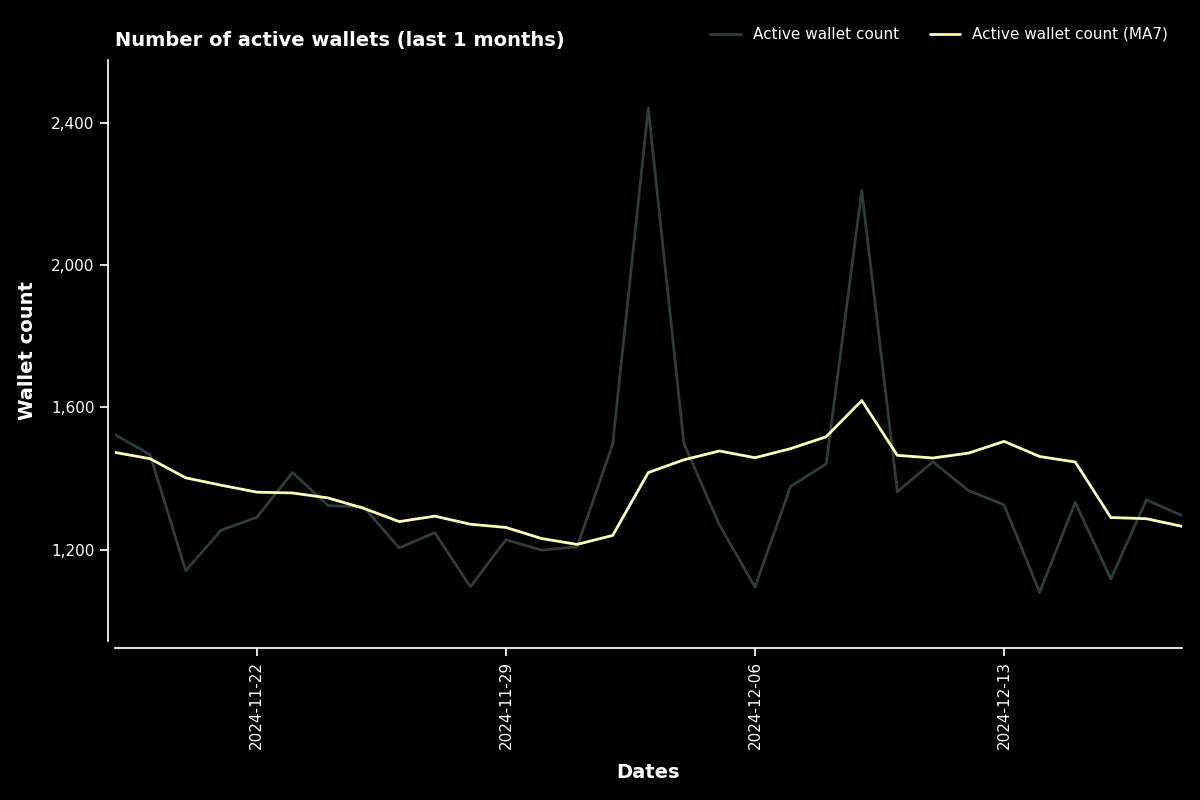 Number of active wallets (last 1 months)
Active wallet count
Active wallet count (MA7)
Wallet count
2,400
2,000
1,600
1,200
2024-11-22
2024-11-29
2024-12-06
2024-12-13
Dates